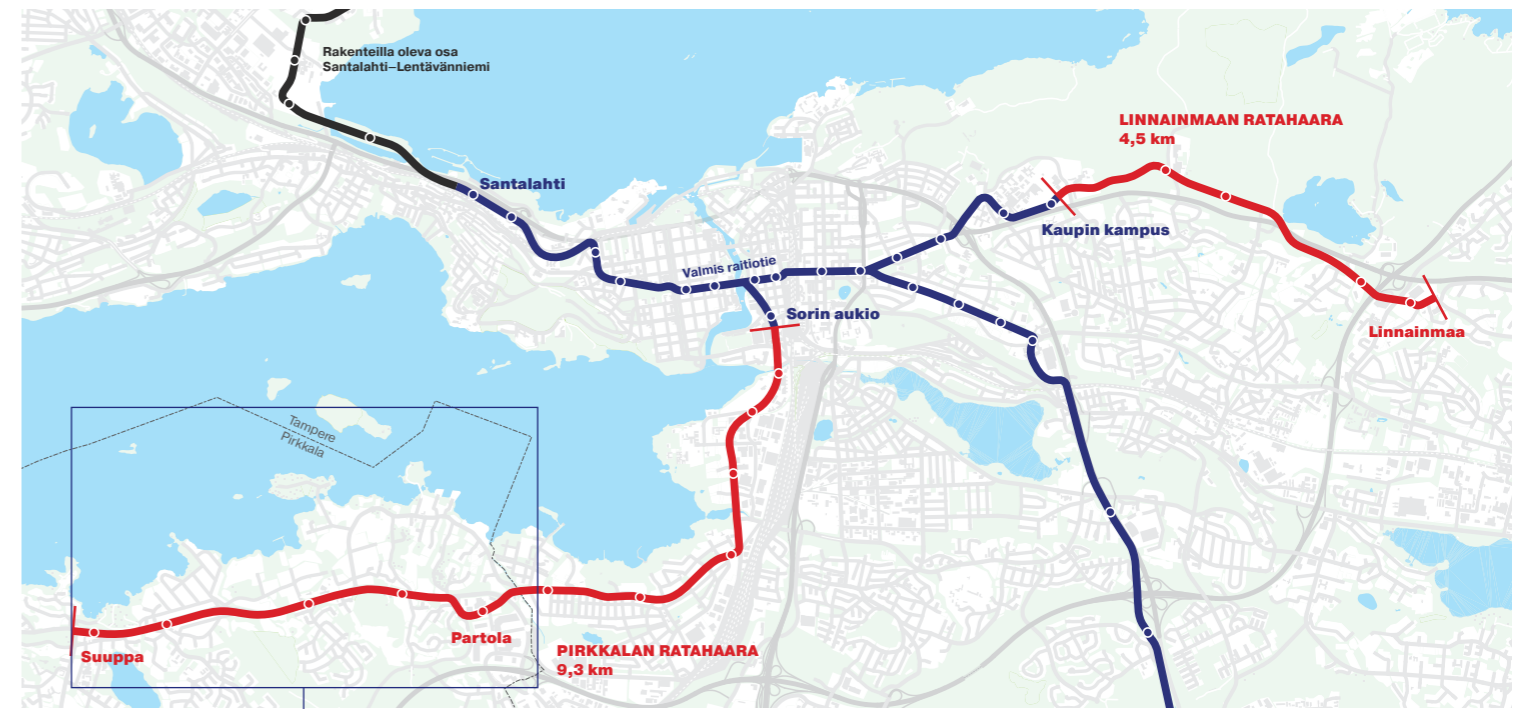 Rakenteilla oleva osa
Santalahti–Lentävänniemi
LINNAINMAAN RATAHAARA
4,5 km
Santalahti
Kaupin kampus
Valmis raitiotie
Sorin aukio
Linnainmaa
Tampere
Pirkkala
Partola
Suuppa
PIRKKALAN RATAHAARA
9,3 km